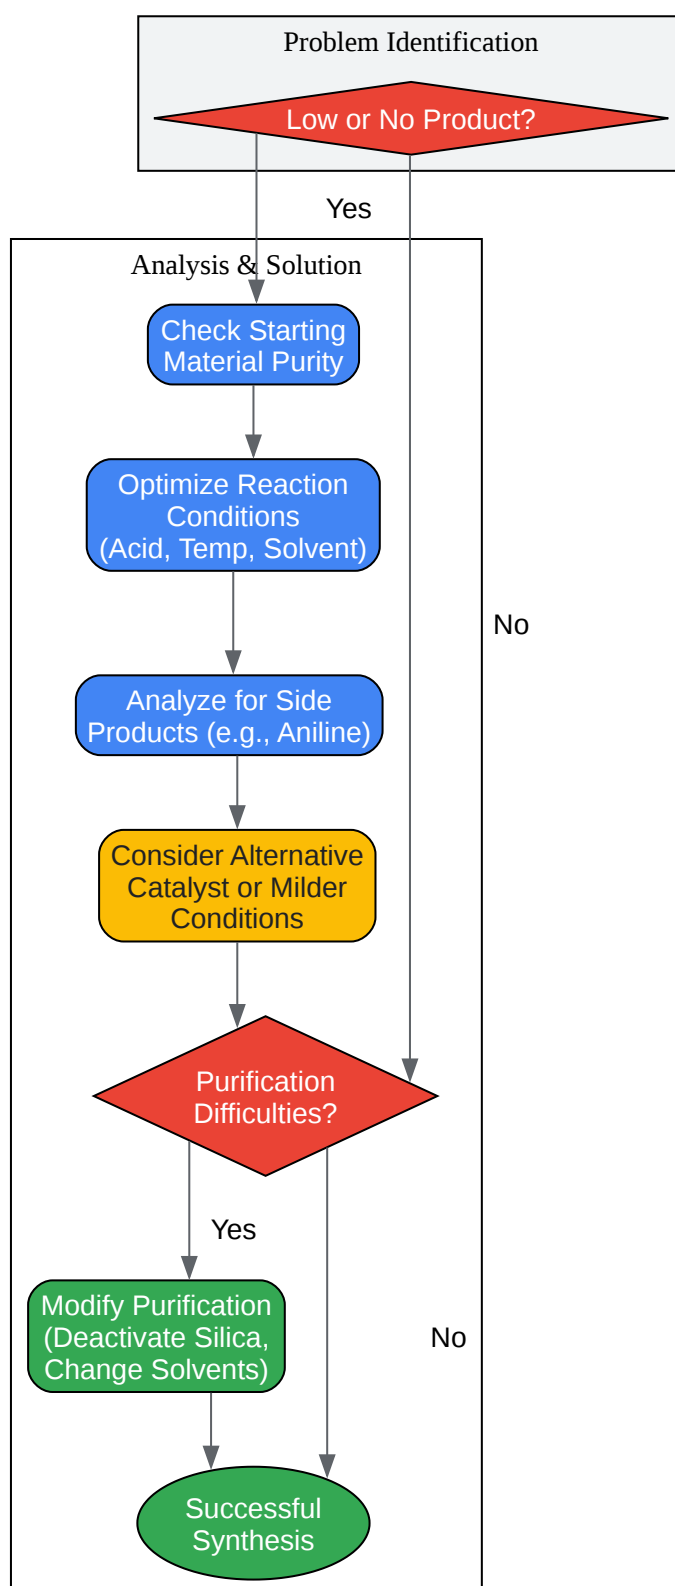 Problem Identification
Low or No Product?
Yes
Analysis & Solution
Check Starting
Material Purity
Optimize Reaction
Conditions
(Acid, Temp, Solvent)
No
Analyze for Side
Products (e.g., Aniline)
Consider Alternative
Catalyst or Milder
Conditions
Purification
Difficulties?
Yes
Modify Purification
(Deactivate Silica,
Change Solvents)
No
Successful
Synthesis